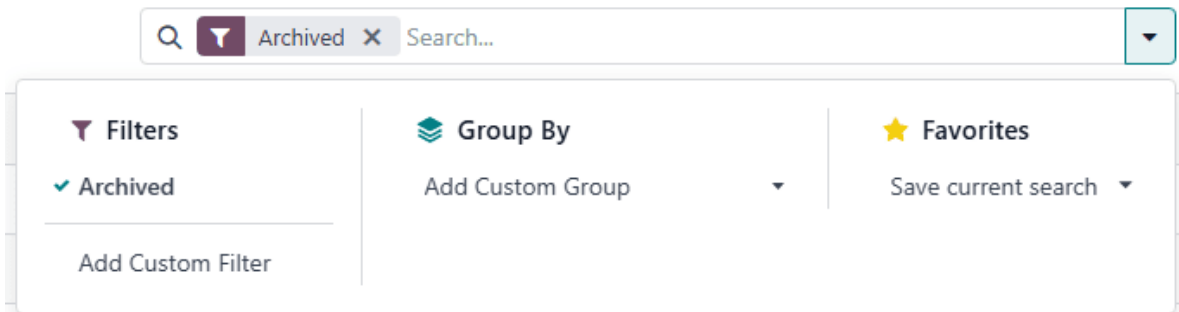 Archived Search...
Filters
Archived
Add Custom Filter
Group By
Add Custom Group
Favorites
Save current search